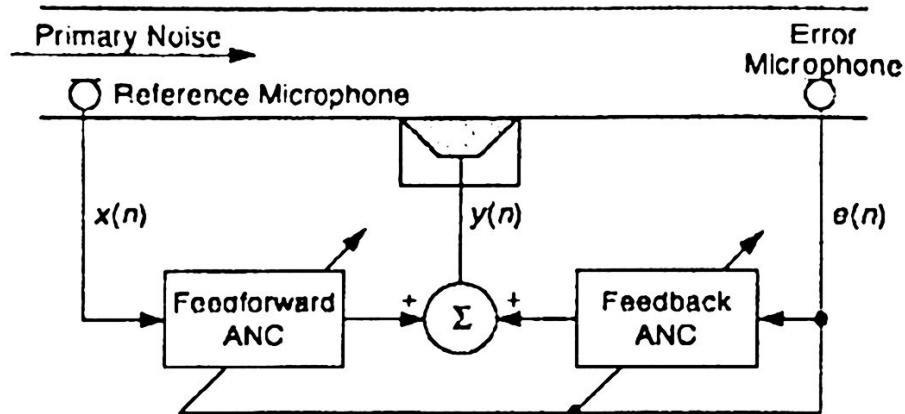 Primary Noise
Error
Microphone
Reference Microphone
x(n)
y(n)
e(n)
Feedforward
ANC
+
Σ
+
Feedback
ANC